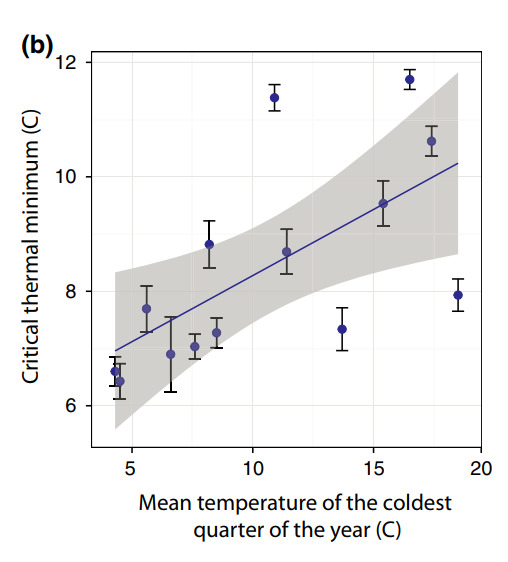 (b)
12
10
8
6
Critical thermal minimum (C)
5 10 15 20
Mean temperature of the coldest
quarter of the year (C)